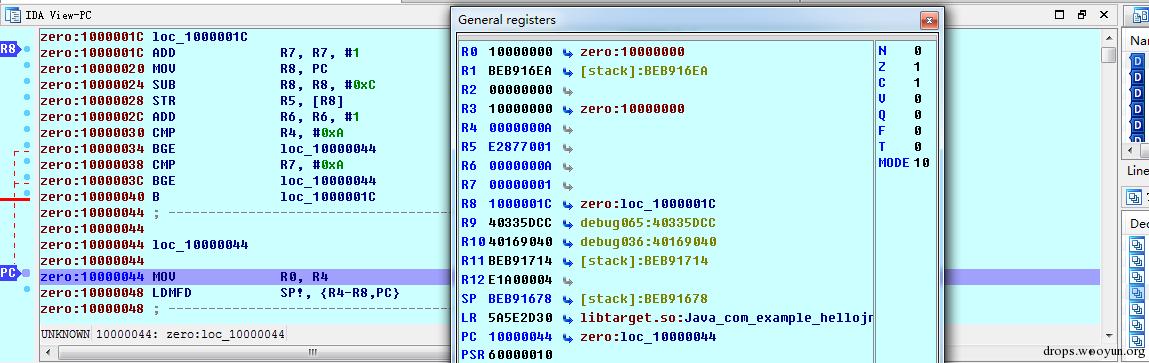 IDA View-PC
zero:1000001C loc_1000001C
zero:1000001C ADD R7, R7, #1
zero:10000020 MOV R8, PC
zero:10000024 SUB R8, R8, #0xC
zero:10000028 STR R5, [R8]
zero:1000002C ADD R6, R6, #1
zero:10000030 CMP R4, #0xA
zero:10000034 BGE loc_10000044
zero:10000038 CMP R7, #0xA
zero:1000003C BGE loc_10000044
zero:10000040 B loc_1000001C
zero:10000044 ; ---------------------------------------
zero:10000044
zero:10000044 loc_10000044
zero:10000044
zero:10000044 MOV R0, R4
zero:10000048 LDMFD SP!, {R4-R8,PC}
zero:10000048 ; ---------------------------------------
R8
PC
UNKNOWN 10000044: zero:loc_10000044
General registers
R0 10000000 zero:10000000
R1 BEB916EA [stack]:BEB916EA
R2 00000000
R3 10000000 zero:10000000
R4 0000000A
R5 E2877001
R6 0000000A
R7 00000001
R8 1000001C zero:loc_1000001C
R9 40335DCC debug065:40335DCC
R10 40169040 debug036:40169040
R11 BEB91714 [stack]:BEB91714
R12 E1A00004
SP BEB91678 [stack]:BEB91678
LR 5A5E2D30 libtarget.so:Java_com_example_hellojn
PC 10000044 zero:loc_10000044
PSR 60000010
N 0
Z 1
C 1
V 0
Q 0
F 0
T 0
MODE 10
Nar
D
D
D
D
D
D
Line
Dec
drops.wooyun.org